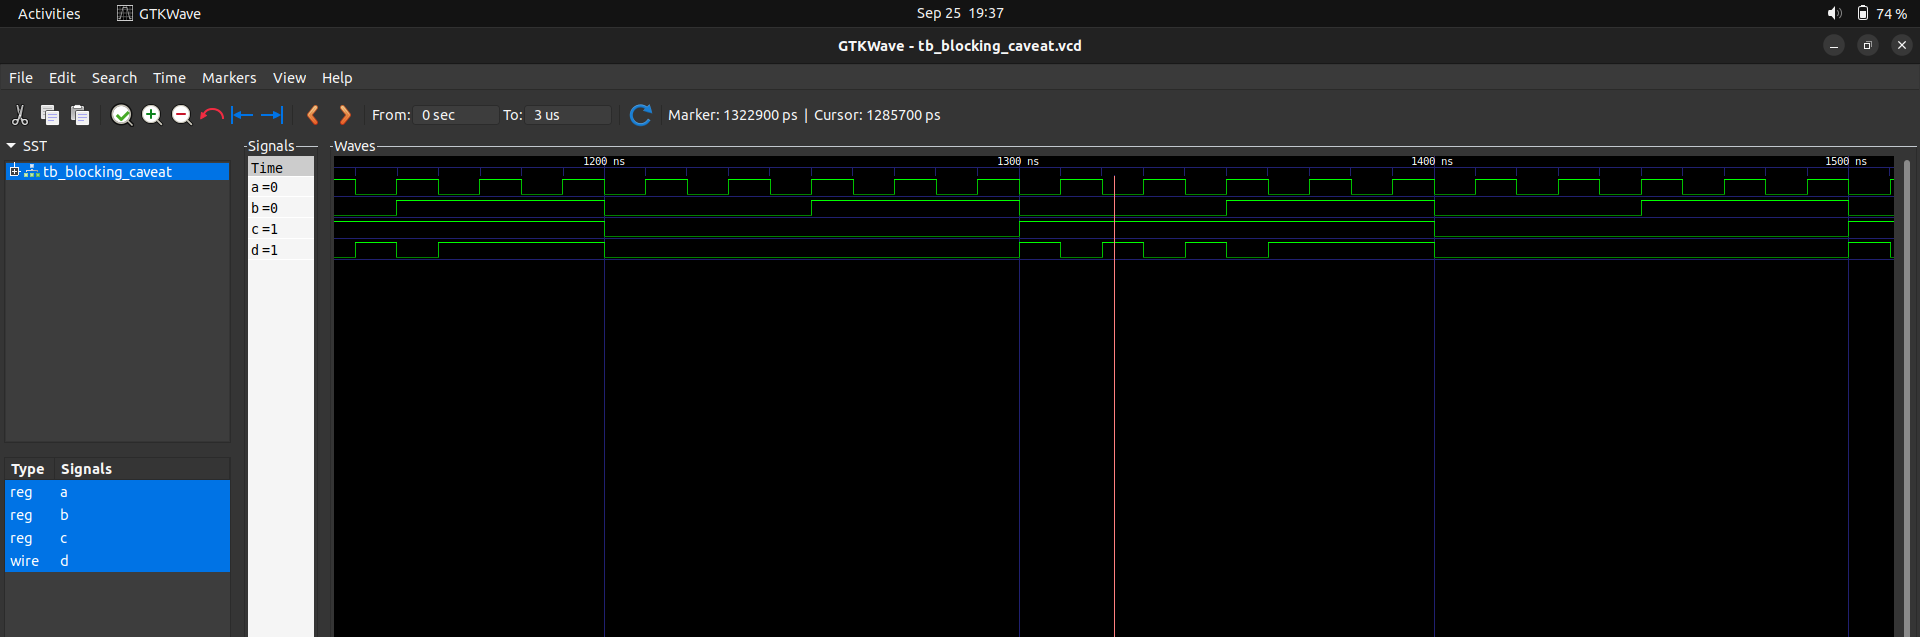 Activities GTKWave Sep 25 19:37 74 %
GTKWave - tb_blocking_caveat.vcd
File Edit Search Time Markers View Help
From: 0 sec To: 3 us Marker: 1322900 ps | Cursor: 1285700 ps
SST
tb_blocking_caveat
Type Signals
reg a
reg b
reg c
wire d
Signals
Time
a =0
b =0
c =1
d =1
Waves
1200 ns 1300 ns 1400 ns 1500 ns